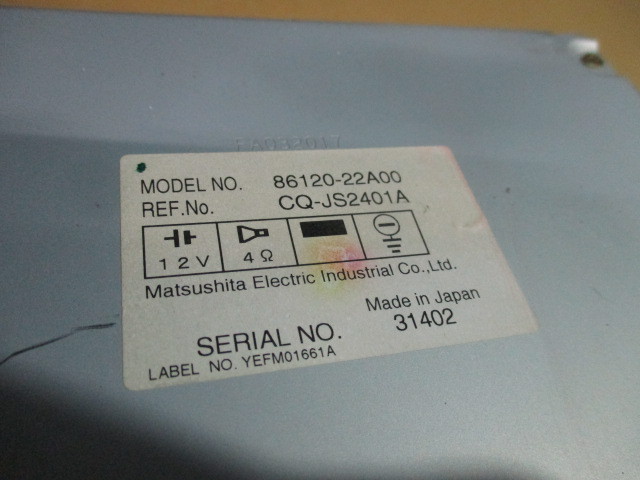 MODEL NO. 86120-22A00
REF.No. CQ-JS2401A
12V 4Ω
Matsushita Electric Industrial Co.,Ltd.
Made in Japan
SERIAL NO. 31402
LABEL NO. YEFM01661A